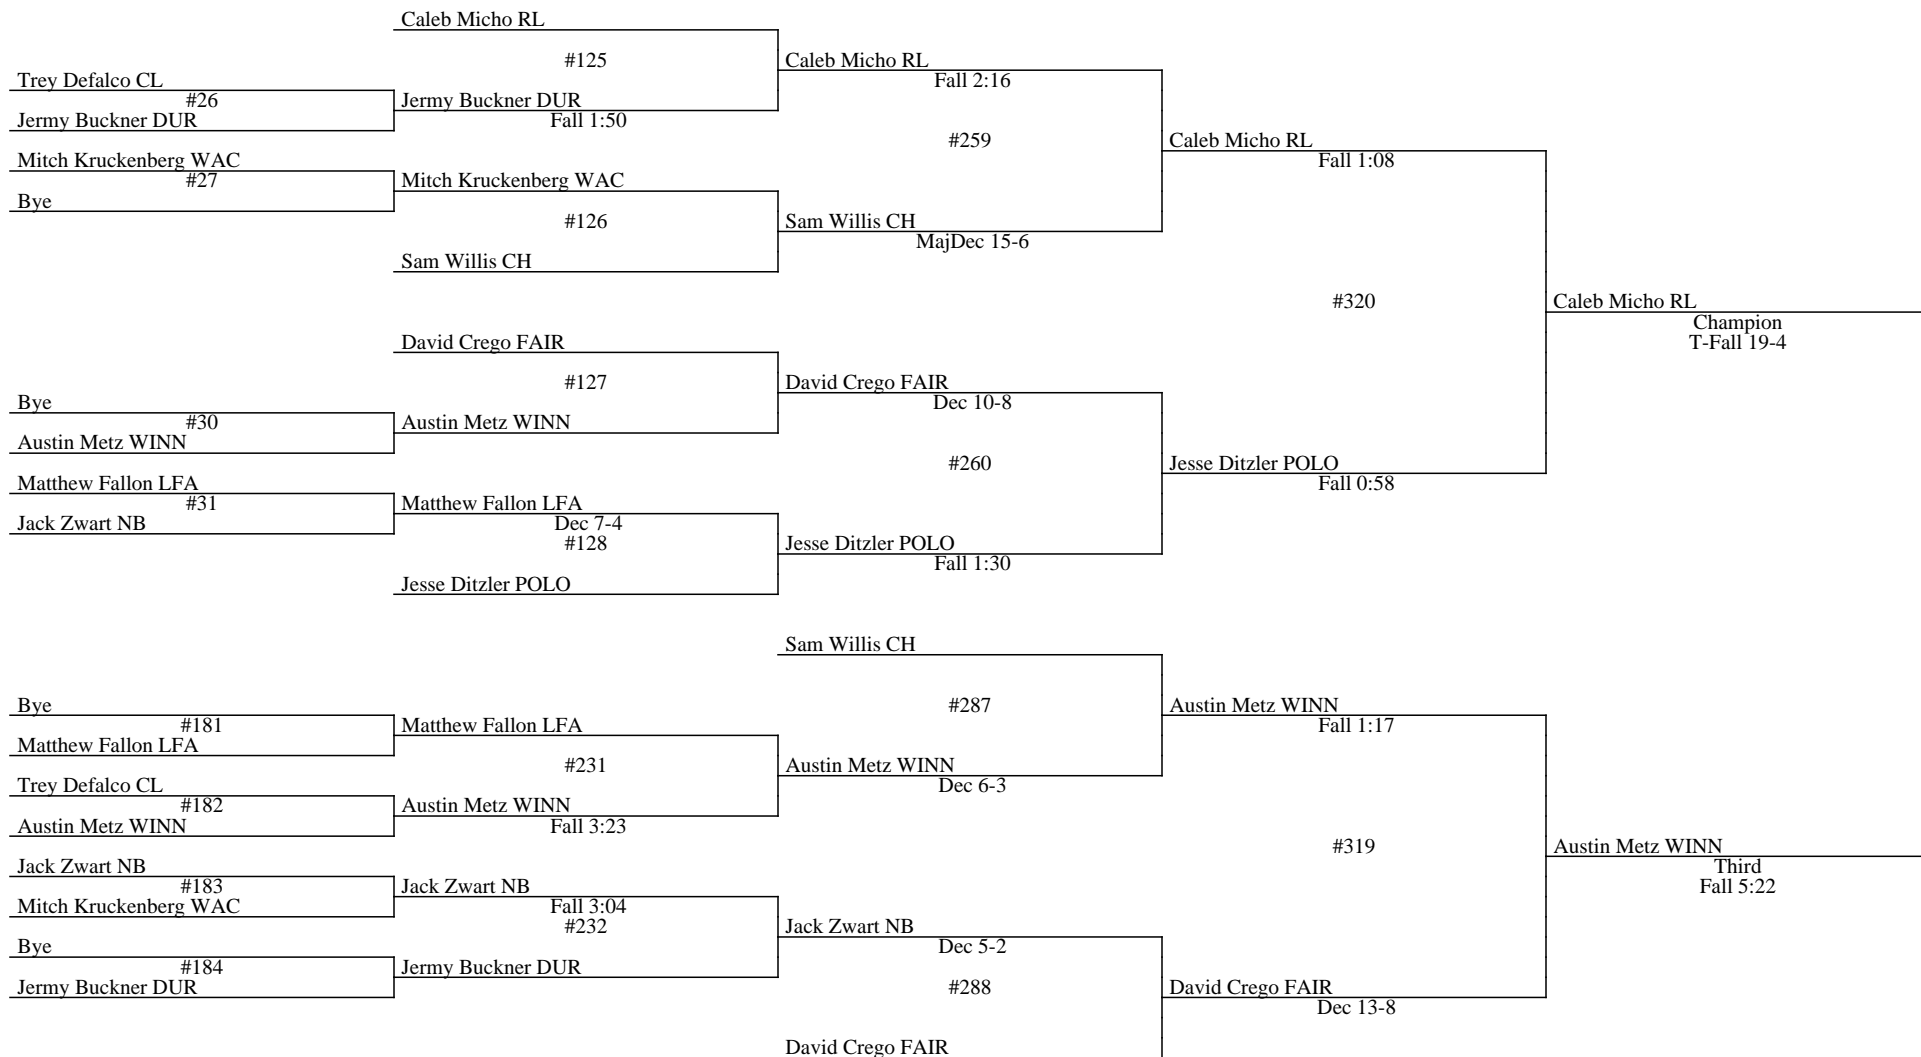 Caleb Micho RL
#125
Caleb Micho RL
Fall 2:16
Trey Defalco CL
#26
Jermy Buckner DUR
Jermy Buckner DUR
Fall 1:50
#259
Caleb Micho RL
Fall 1:08
Mitch Kruckenberg WAC
#27
Bye
Mitch Kruckenberg WAC
#126
Sam Willis CH
MajDec 15-6
Sam Willis CH
#320
Caleb Micho RL
Champion
T-Fall 19-4
David Crego FAIR
#127
David Crego FAIR
Dec 10-8
Bye
#30
Austin Metz WINN
Austin Metz WINN
#260
Jesse Ditzler POLO
Fall 0:58
Matthew Fallon LFA
#31
Jack Zwart NB
Matthew Fallon LFA
Dec 7-4
#128
Jesse Ditzler POLO
Fall 1:30
Jesse Ditzler POLO
Sam Willis CH
#287
Austin Metz WINN
Fall 1:17
Bye
#181
Matthew Fallon LFA
Matthew Fallon LFA
#231
Austin Metz WINN
Dec 6-3
Trey Defalco CL
#182
Austin Metz WINN
Austin Metz WINN
Fall 3:23
#319
Austin Metz WINN
Third
Fall 5:22
Jack Zwart NB
#183
Mitch Kruckenberg WAC
Jack Zwart NB
Fall 3:04
#232
Jack Zwart NB
Dec 5-2
Bye
#184
Jermy Buckner DUR
Jermy Buckner DUR
#288
David Crego FAIR
Dec 13-8
David Crego FAIR